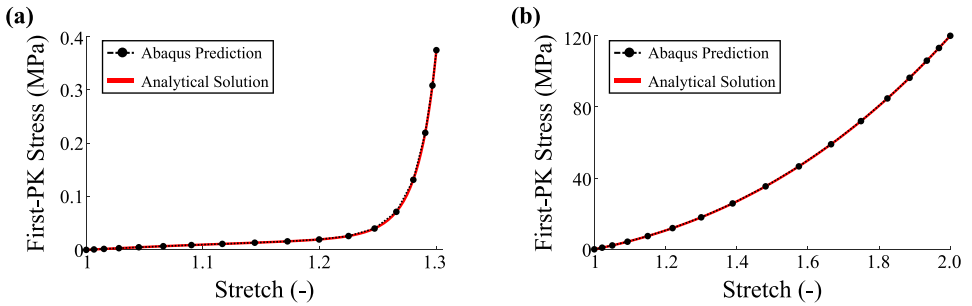 (a)
First-PK Stress (MPa)
0.4
0.3
0.2
0.1
0
Abaqus Prediction
Analytical Solution
1 1.1 1.2 1.3
Stretch (-)
(b)
First-PK Stress (MPa)
120
80
40
0
Abaqus Prediction
Analytical Solution
1 1.2 1.4 1.6 1.8 2.0
Stretch (-)